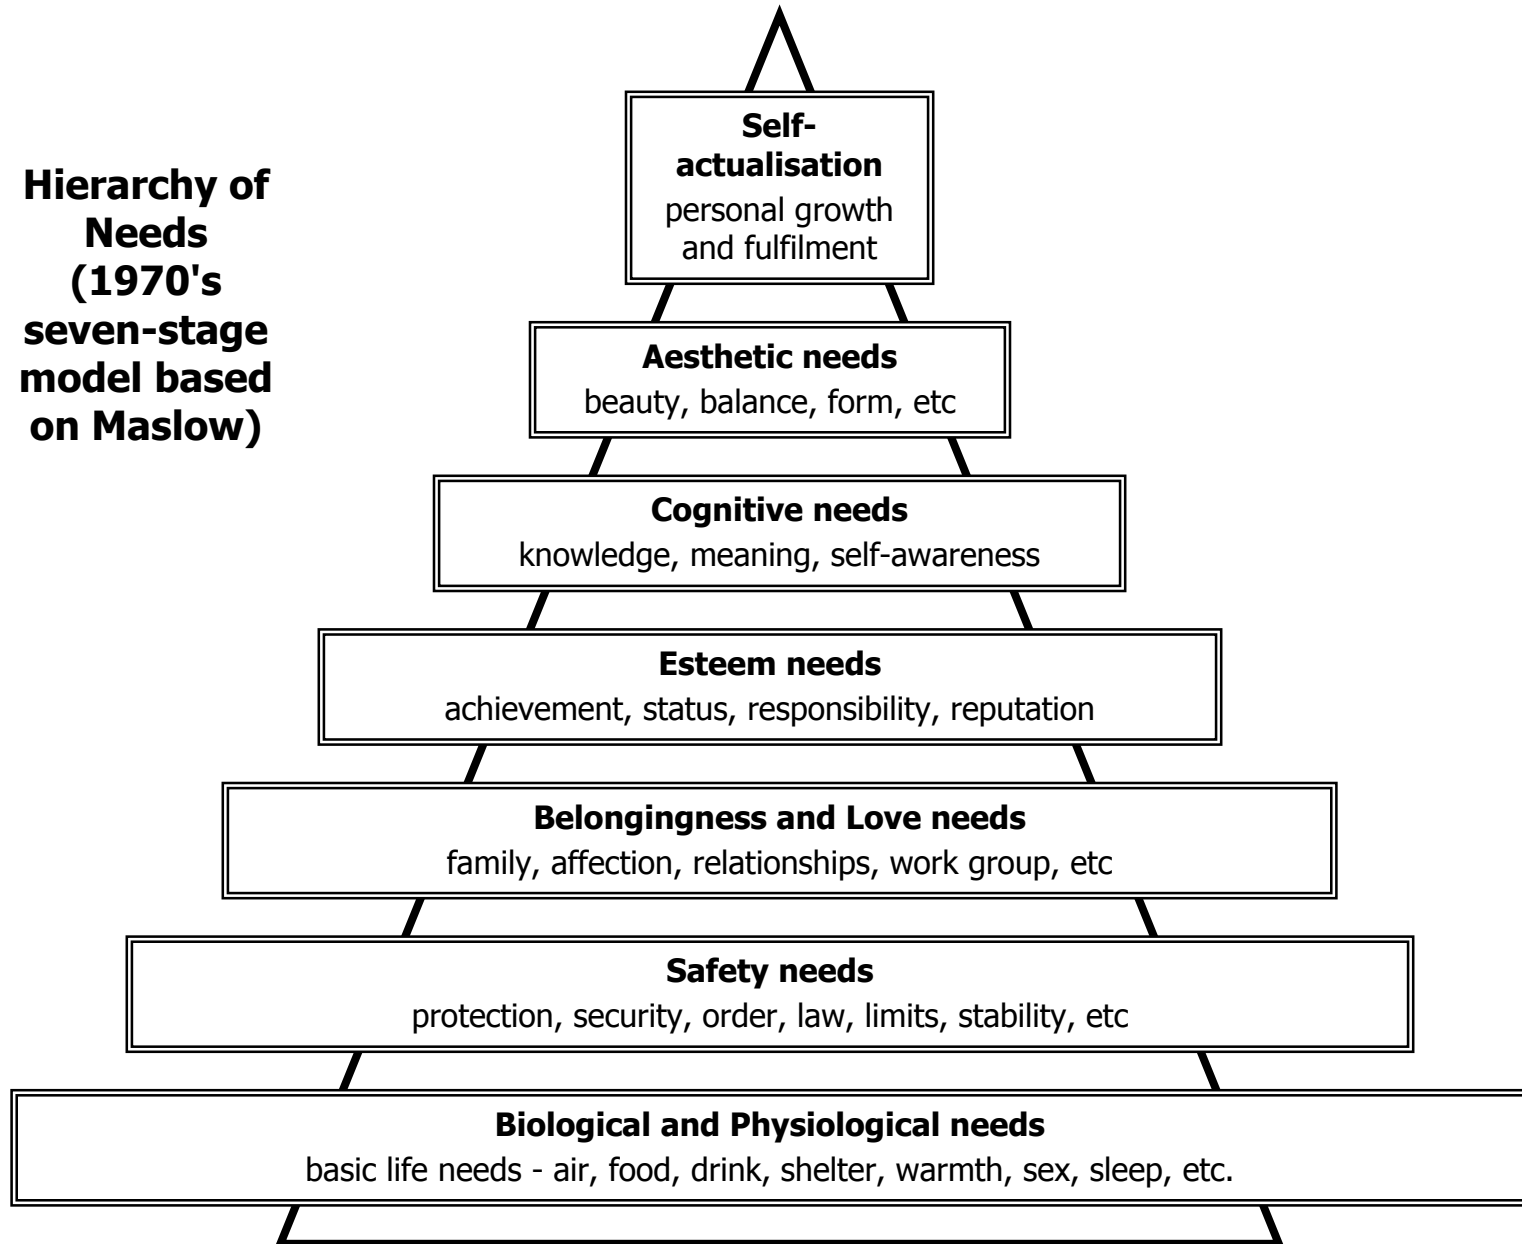 Hierarchy of
Needs
(1970's
seven-stage
model based
on Maslow)
Self-
actualisation
personal growth
and fulfilment
Aesthetic needs
beauty, balance, form, etc
Cognitive needs
knowledge, meaning, self-awareness
Esteem needs
achievement, status, responsibility, reputation
Belongingness and Love needs
family, affection, relationships, work group, etc
Safety needs
protection, security, order, law, limits, stability, etc
Biological and Physiological needs
basic life needs - air, food, drink, shelter, warmth, sex, sleep, etc.